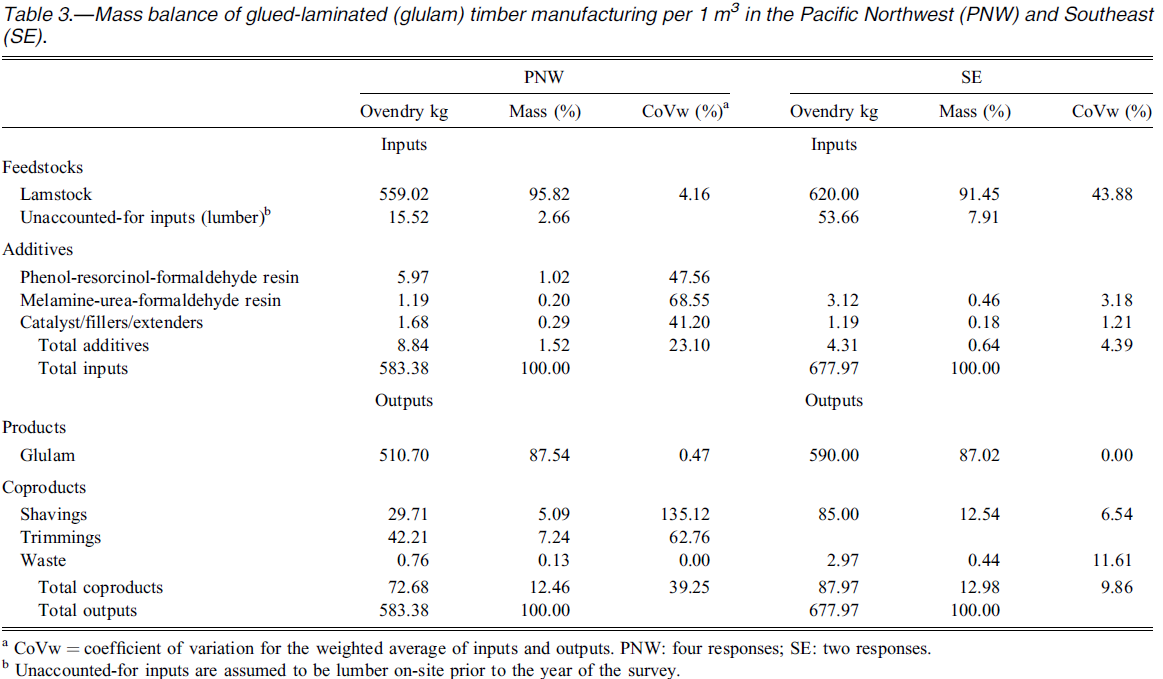 Table 3.—Mass balance of glued-laminated (glulam) timber manufacturing per 1 m³ in the Pacific Northwest (PNW) and Southeast
(SE).
PNW SE
Ovendry kg Mass (%) CoVw (%)ᵃ Ovendry kg Mass (%) CoVw (%)
Inputs Inputs
Feedstocks
Lamstock 559.02 95.82 4.16 620.00 91.45 43.88
Unaccounted-for inputs (lumber)ᵇ 15.52 2.66 53.66 7.91
Additives
Phenol-resorcinol-formaldehyde resin 5.97 1.02 47.56
Melamine-urea-formaldehyde resin 1.19 0.20 68.55 3.12 0.46 3.18
Catalyst/fillers/extenders 1.68 0.29 41.20 1.19 0.18 1.21
Total additives 8.84 1.52 23.10 4.31 0.64 4.39
Total inputs 583.38 100.00 677.97 100.00
Outputs Outputs
Products
Glulam 510.70 87.54 0.47 590.00 87.02 0.00
Coproducts
Shavings 29.71 5.09 135.12 85.00 12.54 6.54
Trimmings 42.21 7.24 62.76
Waste 0.76 0.13 0.00 2.97 0.44 11.61
Total coproducts 72.68 12.46 39.25 87.97 12.98 9.86
Total outputs 583.38 100.00 677.97 100.00
ᵃ CoVw = coefficient of variation for the weighted average of inputs and outputs. PNW: four responses; SE: two responses.
ᵇ Unaccounted-for inputs are assumed to be lumber on-site prior to the year of the survey.